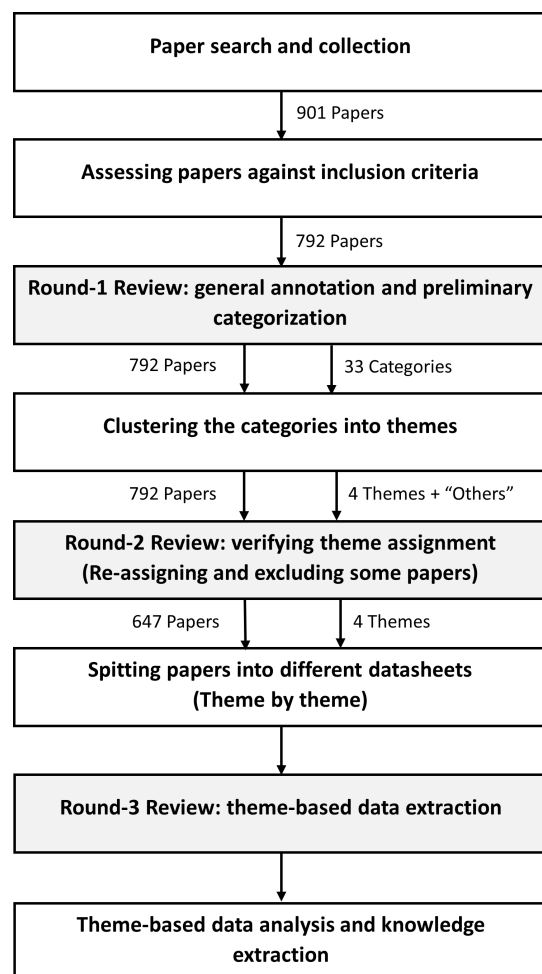 Paper search and collection
901 Papers
Assessing papers against inclusion criteria
792 Papers
Round-1 Review: general annotation and preliminary
categorization
792 Papers
33 Categories
Clustering the categories into themes
792 Papers
4 Themes + “Others”
Round-2 Review: verifying theme assignment
(Re-assigning and excluding some papers)
647 Papers
4 Themes
Spitting papers into different datasheets
(Theme by theme)
Round-3 Review: theme-based data extraction
Theme-based data analysis and knowledge
extraction